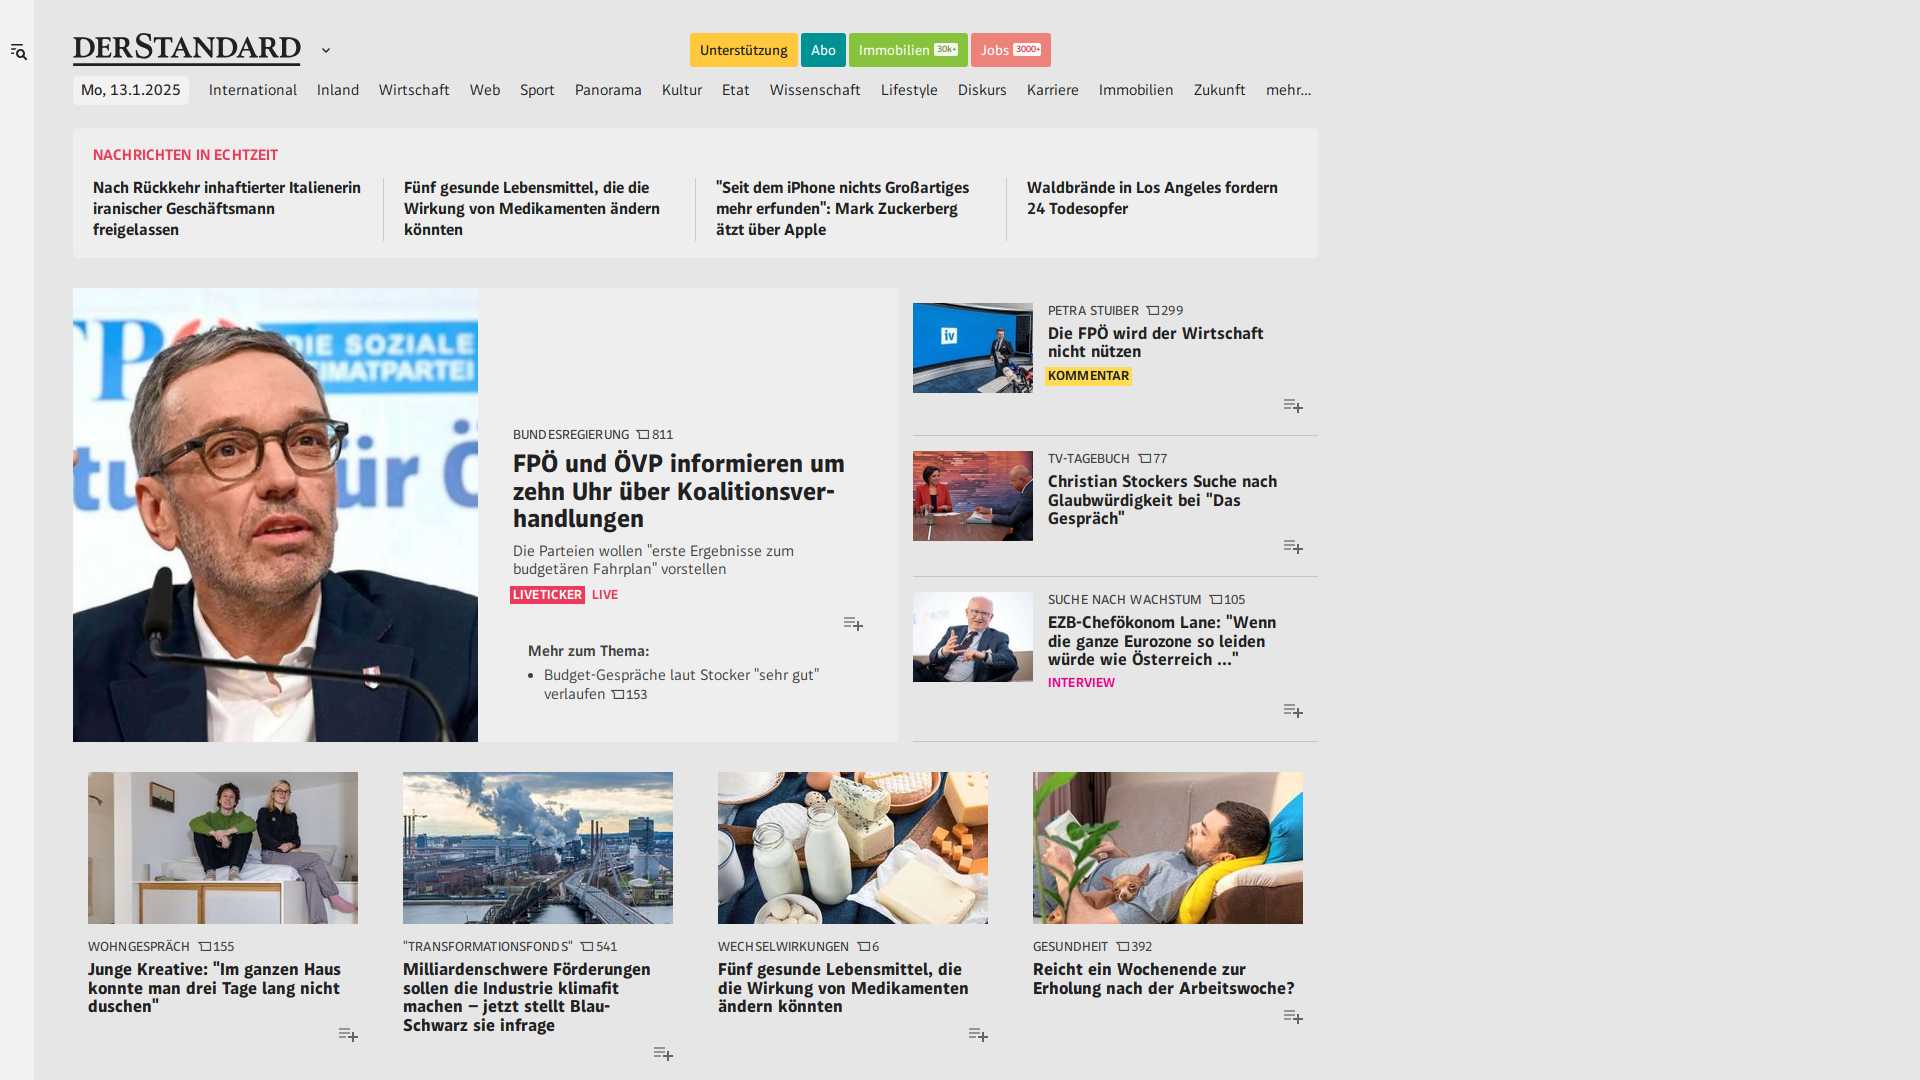 DERSTANDARD
Unterstützung
Abo
Immobilien 30k+
Jobs 3000+
Mo, 13.1.2025
International
Inland
Wirtschaft
Web
Sport
Panorama
Kultur
Etat
Wissenschaft
Lifestyle
Diskurs
Karriere
Immobilien
Zukunft
mehr…
NACHRICHTEN IN ECHTZEIT
Nach Rückkehr inhaftierter Italienerin
iranischer Geschäftsmann
freigelassen
Fünf gesunde Lebensmittel, die die
Wirkung von Medikamenten ändern
könnten
"Seit dem iPhone nichts Großartiges
mehr erfunden": Mark Zuckerberg
ätzt über Apple
Waldbrände in Los Angeles fordern
24 Todesopfer
FP
DIE SOZIALE
EIMATPARTEI
tu
ür Ö
BUNDESREGIERUNG 811
FPÖ und ÖVP informieren um
zehn Uhr über Koalitionsver-
handlungen
Die Parteien wollen "erste Ergebnisse zum
budgetären Fahrplan" vorstellen
LIVETICKER LIVE
Mehr zum Thema:
• Budget-Gespräche laut Stocker "sehr gut"
verlaufen 153
iv
PETRA STUIBER 299
Die FPÖ wird der Wirtschaft
nicht nützen
KOMMENTAR
TV-TAGEBUCH 77
Christian Stockers Suche nach
Glaubwürdigkeit bei "Das
Gespräch"
SUCHE NACH WACHSTUM 105
EZB-Chefökonom Lane: "Wenn
die ganze Eurozone so leiden
würde wie Österreich ..."
INTERVIEW
WOHNGESPRÄCH 155
Junge Kreative: "Im ganzen Haus
konnte man drei Tage lang nicht
duschen"
"TRANSFORMATIONSFONDS" 541
Milliardenschwere Förderungen
sollen die Industrie klimafit
machen – jetzt stellt Blau-
Schwarz sie infrage
WECHSELWIRKUNGEN 6
Fünf gesunde Lebensmittel, die
die Wirkung von Medikamenten
ändern könnten
GESUNDHEIT 392
Reicht ein Wochenende zur
Erholung nach der Arbeitswoche?